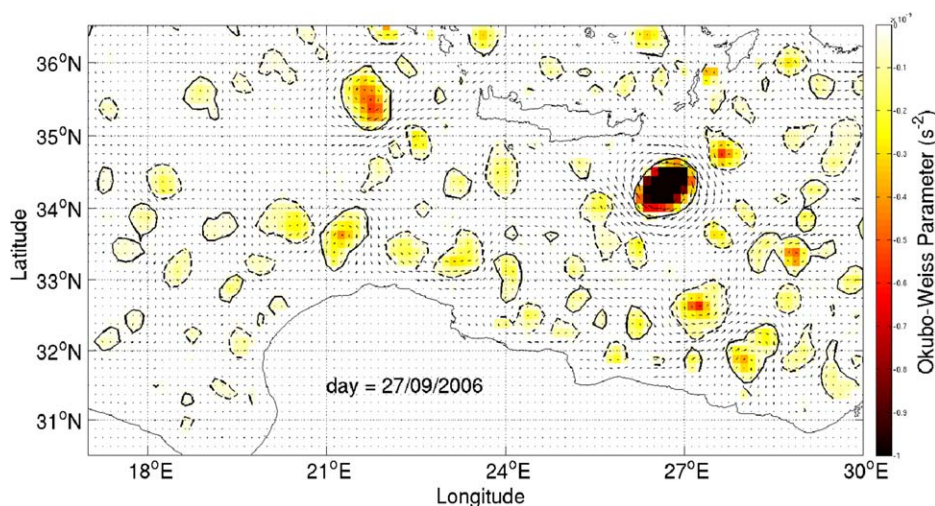 36°N
35°N
34°N
33°N
32°N
31°N
Latitude
18°E
21°E
24°E
27°E
30°E
Longitude
day = 27/09/2006
0
-0.1
-0.2
-0.3
-0.4
-0.5
-0.6
-0.7
-0.8
-0.9
-1
Okubo-Weiss Parameter (s⁻²)